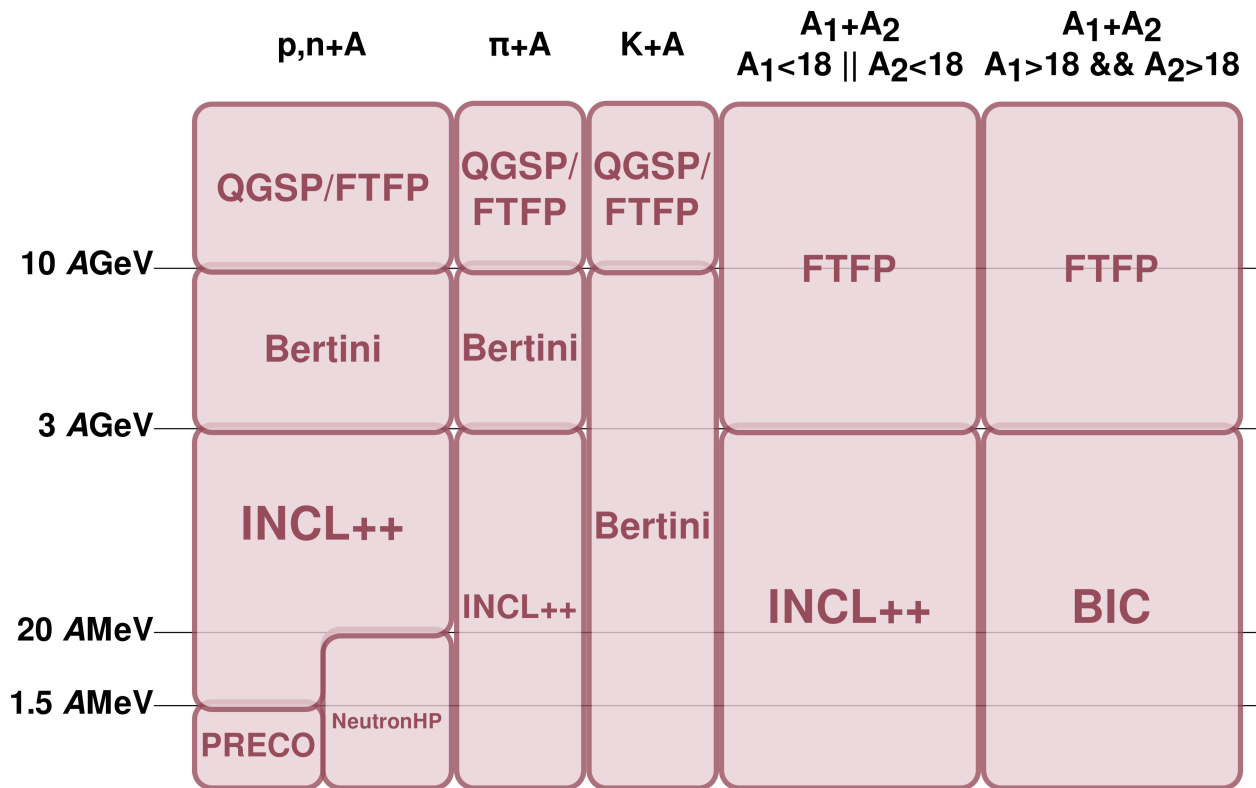 p,n+A
π+A
K+A
A1+A2
A1<18 || A2<18
A1+A2
A1>18 && A2>18
QGSP/FTFP
QGSP/
FTFP
QGSP/
FTFP
10 AGeV
FTFP
FTFP
Bertini
Bertini
3 AGeV
INCL++
Bertini
INCL++
INCL++
BIC
20 AMeV
1.5 AMeV
NeutronHP
PRECO